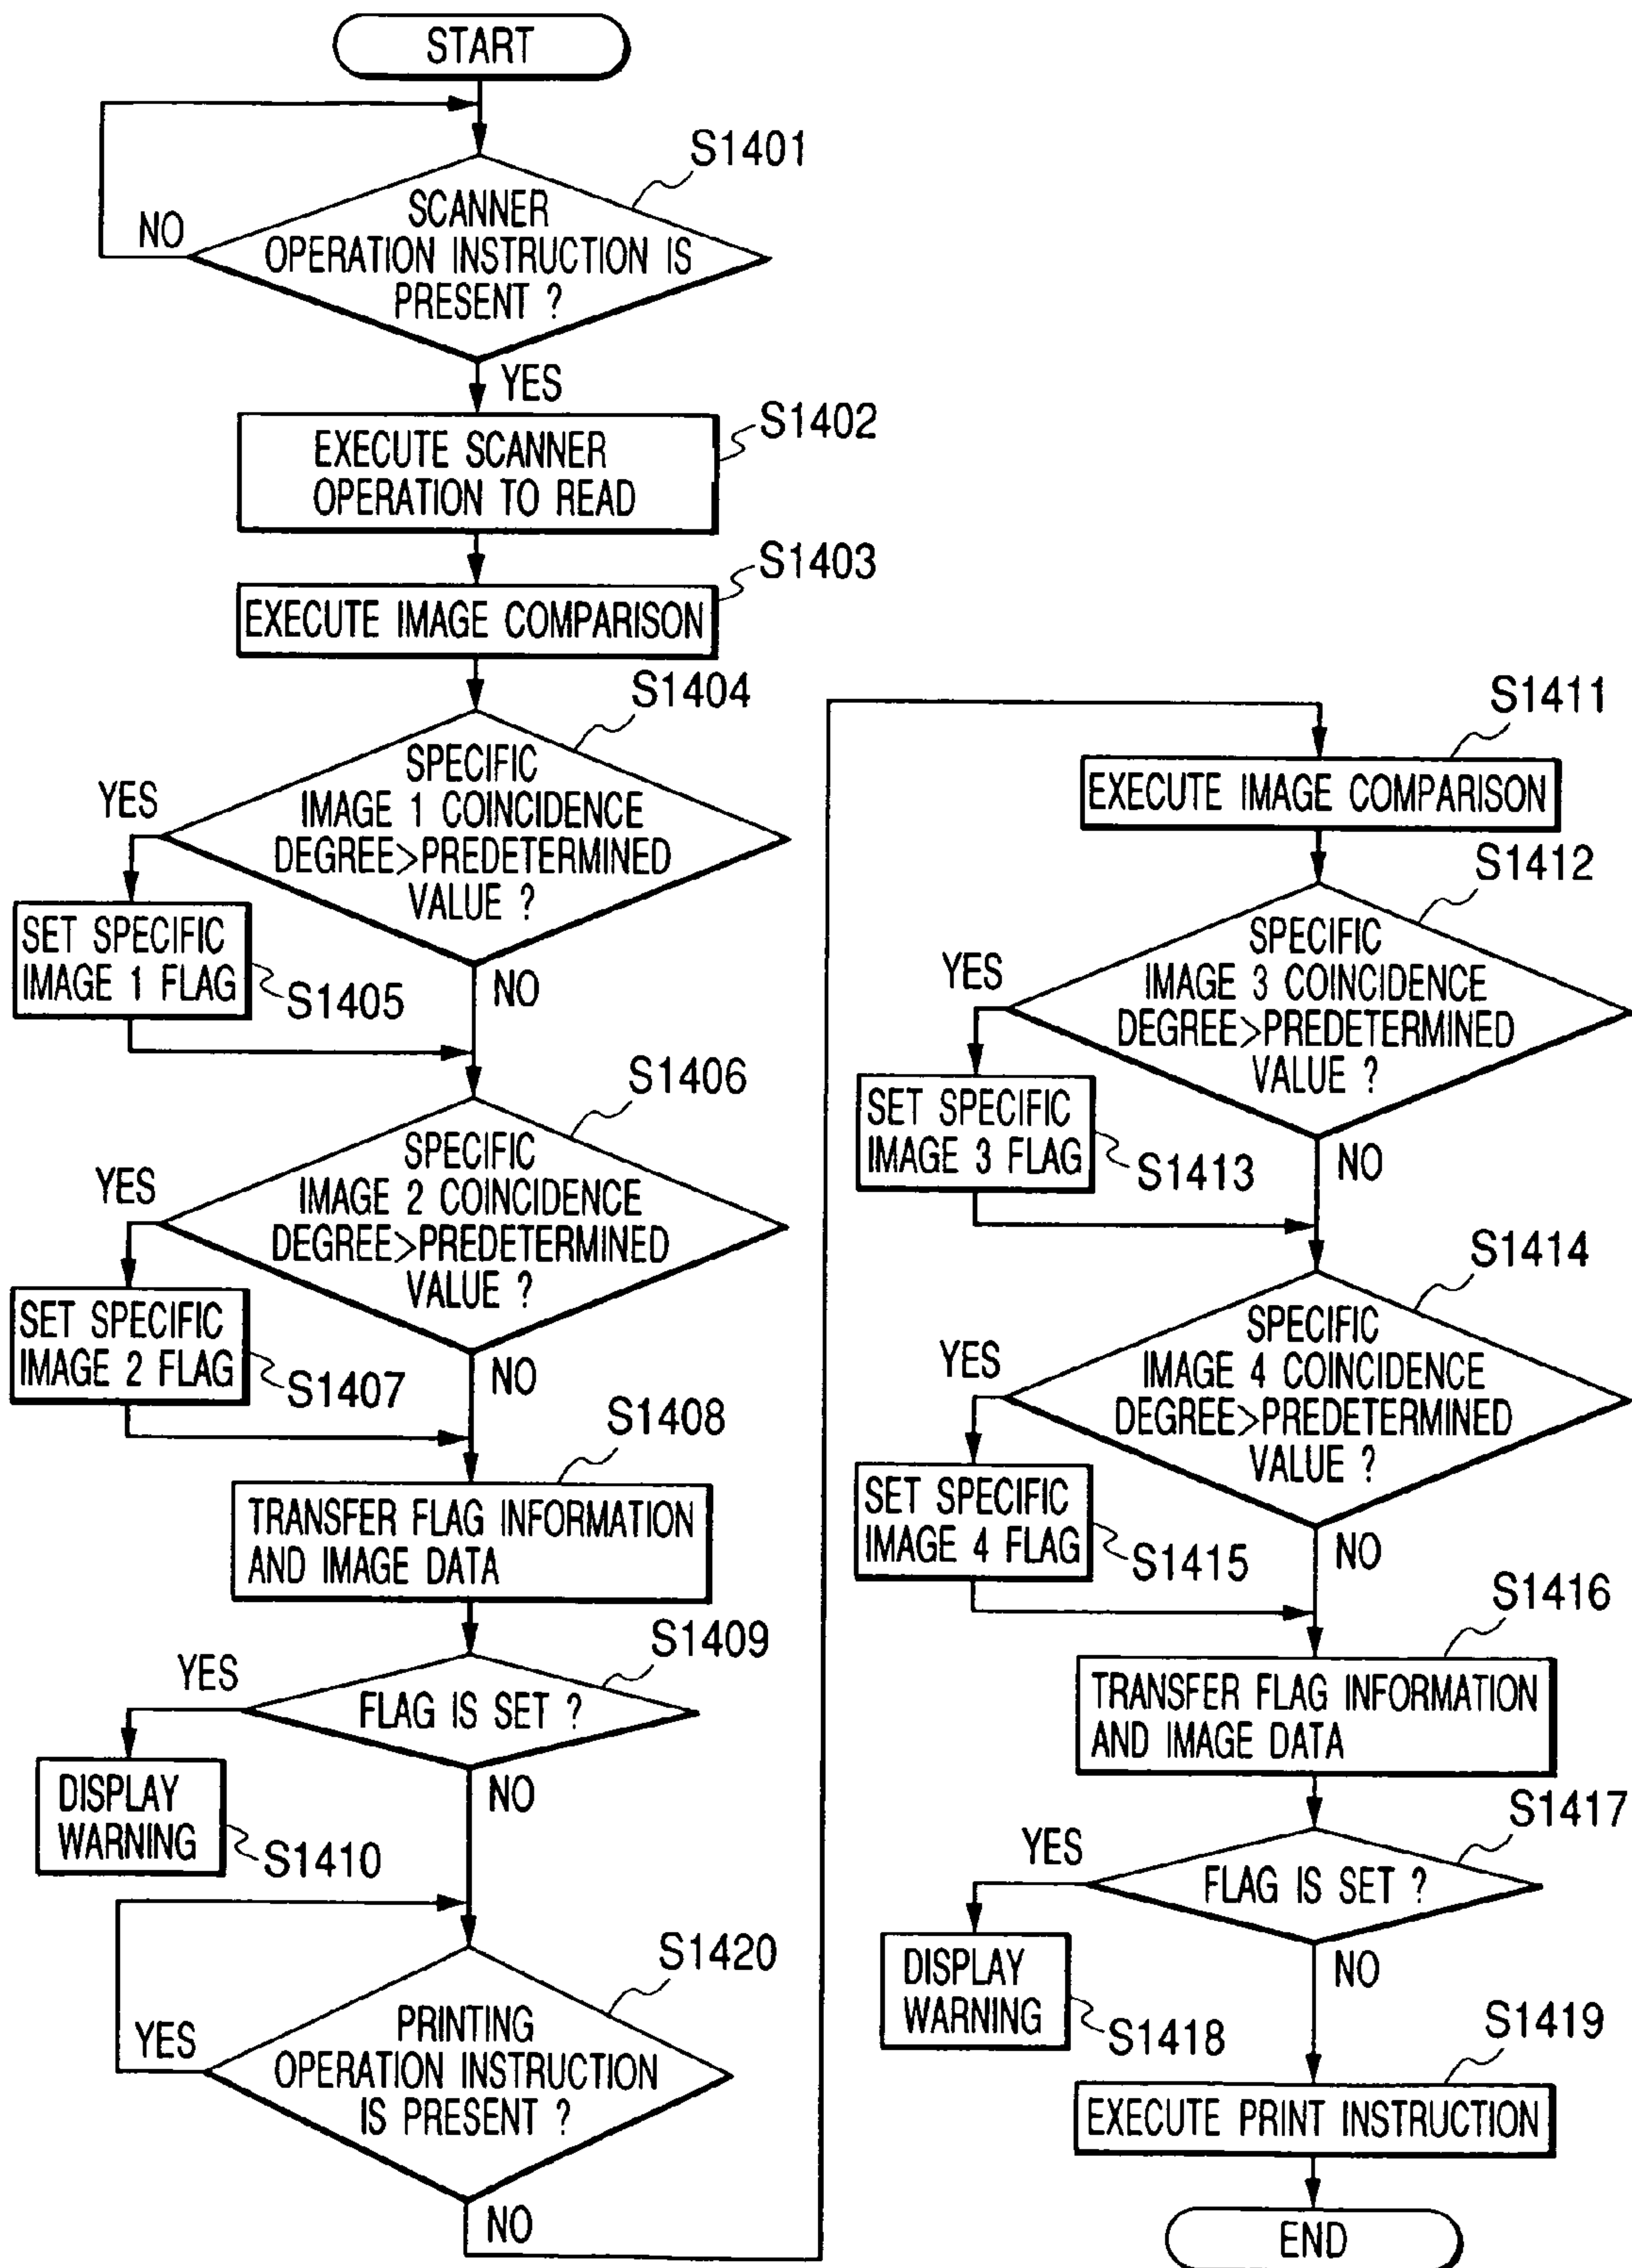 START
S1401
NO
SCANNER
OPERATION INSTRUCTION IS
PRESENT ?
YES
S1402
EXECUTE SCANNER
OPERATION TO READ
S1403
EXECUTE IMAGE COMPARISON
S1404
YES
SPECIFIC
IMAGE 1 COINCIDENCE
DEGREE>PREDETERMINED
VALUE ?
SET SPECIFIC
IMAGE 1 FLAG
S1405
NO
S1406
YES
SPECIFIC
IMAGE 2 COINCIDENCE
DEGREE>PREDETERMINED
VALUE ?
SET SPECIFIC
IMAGE 2 FLAG
S1407
NO
S1408
TRANSFER FLAG INFORMATION
AND IMAGE DATA
S1409
YES
FLAG IS SET ?
DISPLAY
WARNING
S1410
NO
S1420
YES
PRINTING
OPERATION INSTRUCTION
IS PRESENT ?
NO
S1411
EXECUTE IMAGE COMPARISON
S1412
YES
SPECIFIC
IMAGE 3 COINCIDENCE
DEGREE>PREDETERMINED
VALUE ?
SET SPECIFIC
IMAGE 3 FLAG
S1413
NO
S1414
YES
SPECIFIC
IMAGE 4 COINCIDENCE
DEGREE>PREDETERMINED
VALUE ?
SET SPECIFIC
IMAGE 4 FLAG
S1415
NO
S1416
TRANSFER FLAG INFORMATION
AND IMAGE DATA
S1417
YES
FLAG IS SET ?
DISPLAY
WARNING
S1418
NO
S1419
EXECUTE PRINT INSTRUCTION
END